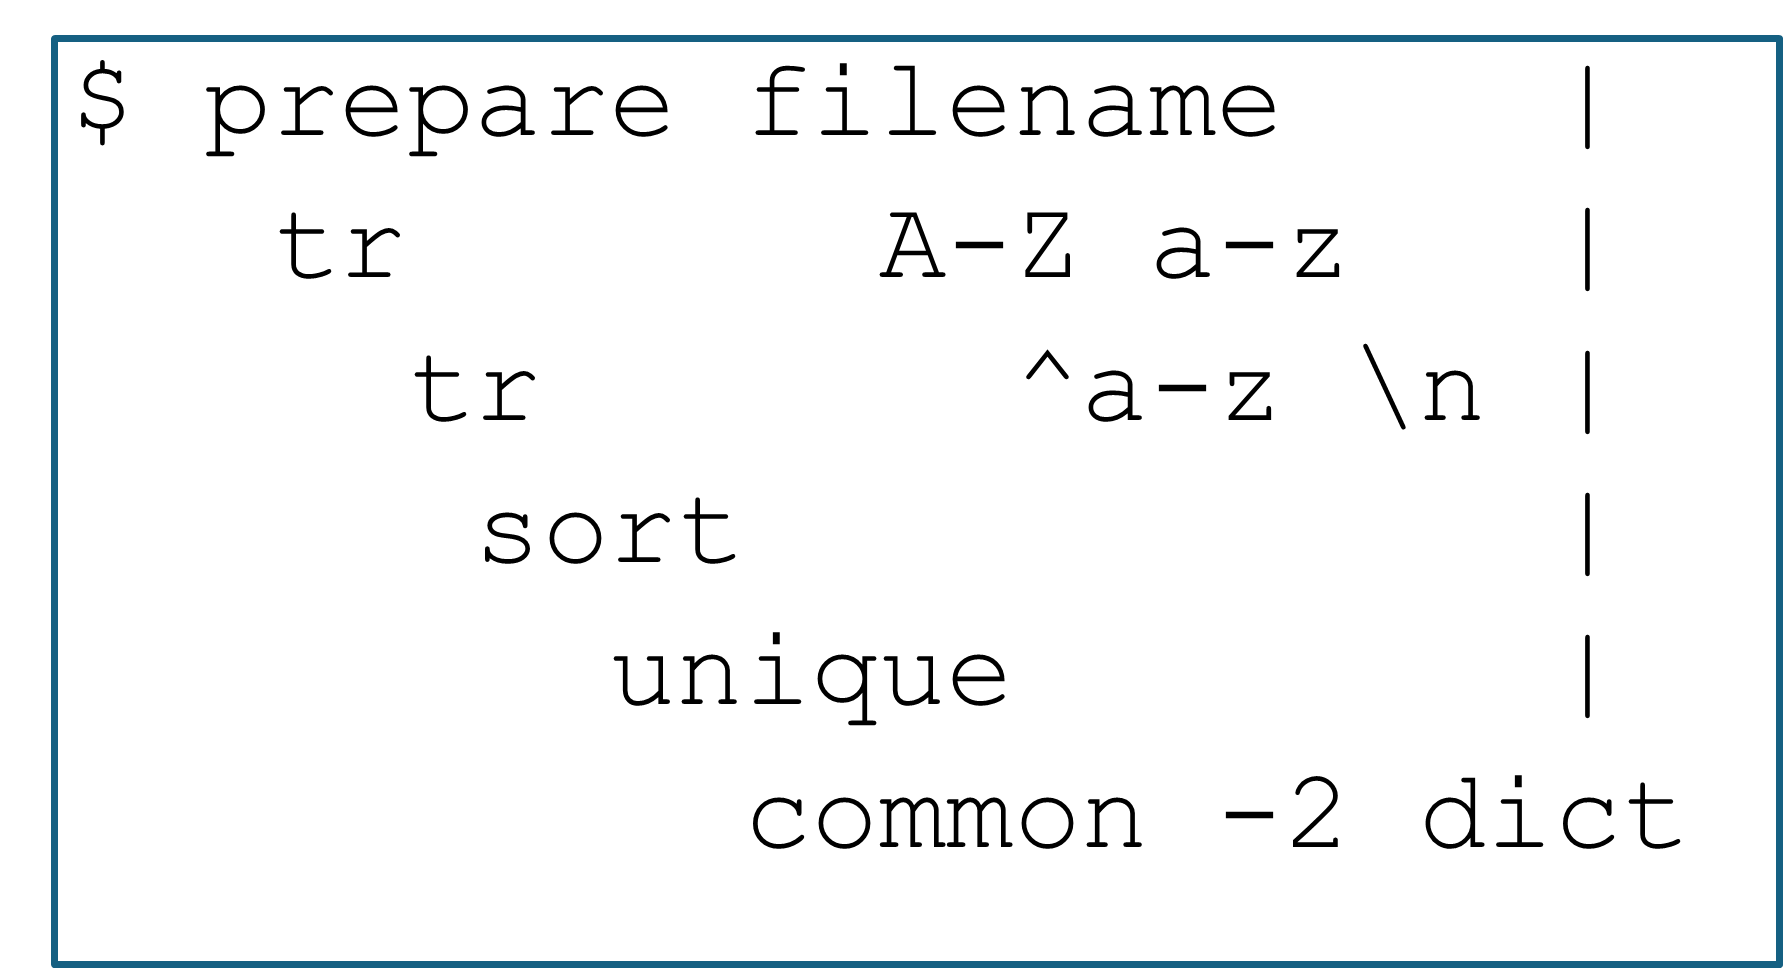 $ prepare filename |
tr A-Z a-z |
tr ^a-z \n |
sort |
unique |
common -2 dict